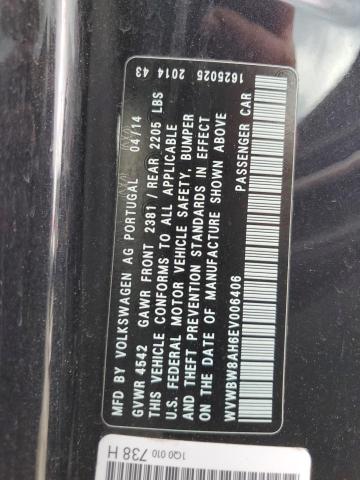 1625025 2014 43
MFD BY VOLKSWAGEN AG PORTUGAL 04/14
GVWR 4542 GAWR FRONT 2381 / REAR 2205 LBS
THIS VEHICLE CONFORMS TO ALL APPLICABLE
U.S. FEDERAL MOTOR VEHICLE SAFETY, BUMPER
AND THEFT PREVENTION STANDARDS IN EFFECT
ON THE DATE OF MANUFACTURE SHOWN ABOVE
WVWBW8AH6EV006406 PASSENGER CAR
1Q0 010 738 H